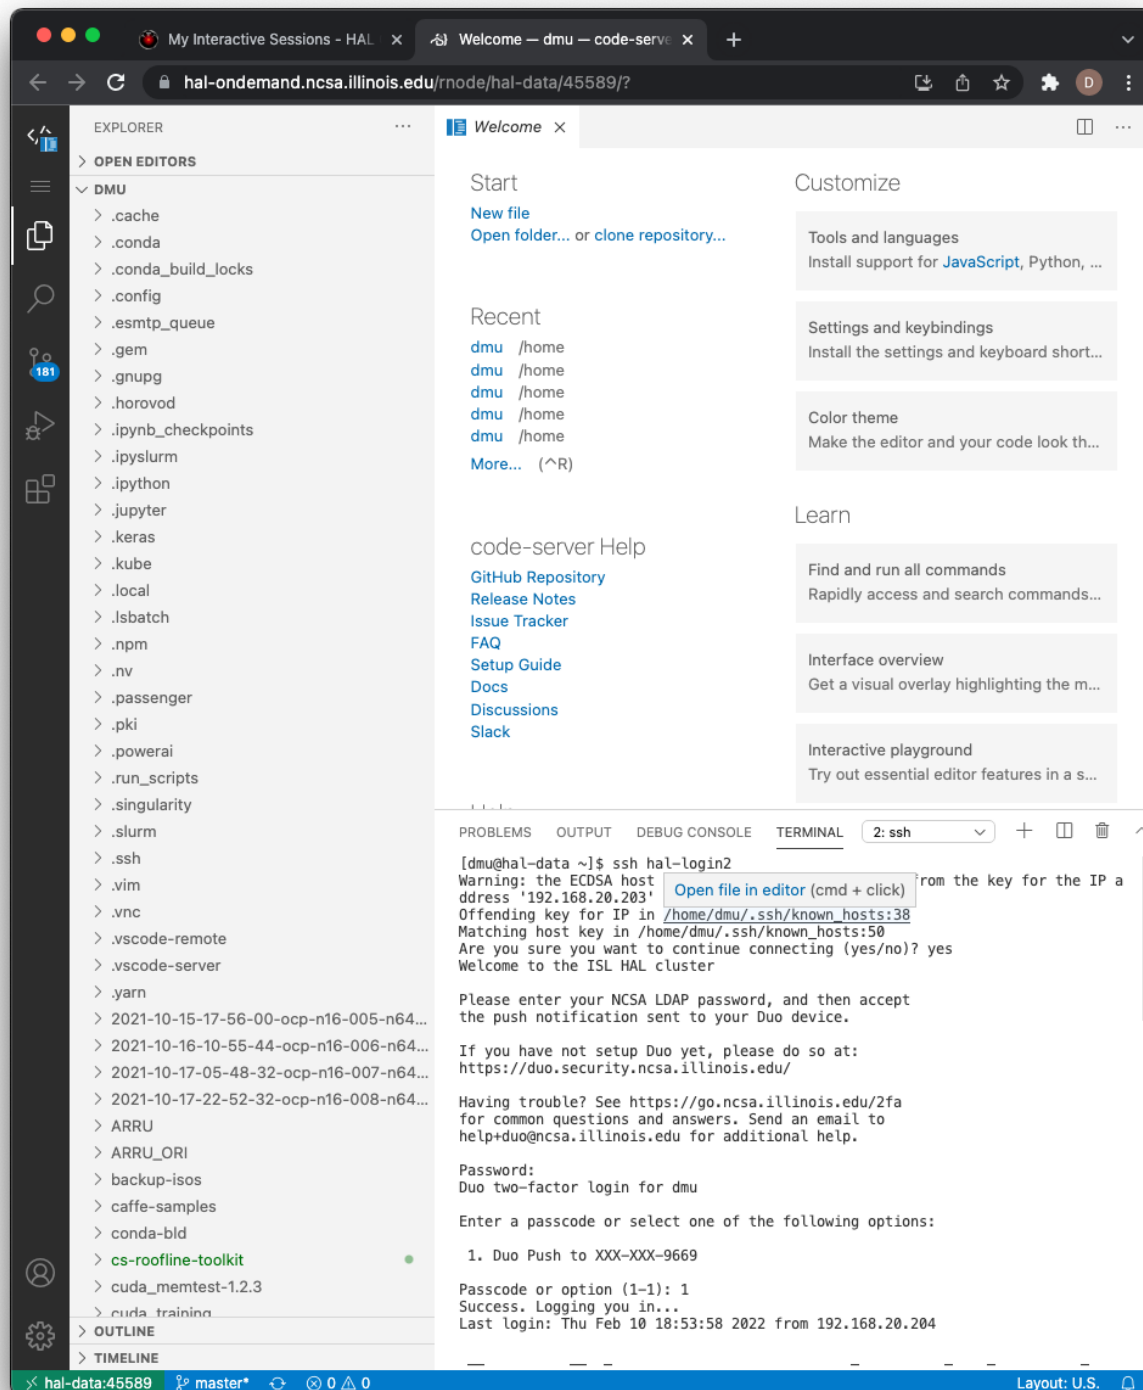 My Interactive Sessions - HAL
Welcome — dmu — code-serve
hal-ondemand.ncsa.illinois.edu/rnode/hal-data/45589/?
D
EXPLORER
OPEN EDITORS
DMU
.cache
.conda
.conda_build_locks
.config
.esmtp_queue
.gem
.gnupg
.horovod
.ipynb_checkpoints
.ipyslurm
.ipython
.jupyter
.keras
.kube
.local
.lsbatch
.npm
.nv
.passenger
.pki
.powerai
.run_scripts
.singularity
.slurm
.ssh
.vim
.vnc
.vscode-remote
.vscode-server
.yarn
2021-10-15-17-56-00-ocp-n16-005-n64...
2021-10-16-10-55-44-ocp-n16-006-n64...
2021-10-17-05-48-32-ocp-n16-007-n64...
2021-10-17-22-52-32-ocp-n16-008-n64...
ARRU
ARRU_ORI
backup-isos
caffe-samples
conda-bld
cs-roofline-toolkit
cuda_memtest-1.2.3
cuda_training
OUTLINE
TIMELINE
181
Welcome
Start
New file
Open folder... or clone repository...
Recent
dmu /home
dmu /home
dmu /home
dmu /home
dmu /home
More... (^R)
code-server Help
GitHub Repository
Release Notes
Issue Tracker
FAQ
Setup Guide
Docs
Discussions
Slack
Help
Customize
Tools and languages
Install support for JavaScript, Python, ...
Settings and keybindings
Install the settings and keyboard short...
Color theme
Make the editor and your code look th...
Learn
Find and run all commands
Rapidly access and search commands...
Interface overview
Get a visual overlay highlighting the m...
Interactive playground
Try out essential editor features in a s...
PROBLEMS OUTPUT DEBUG CONSOLE TERMINAL 2: ssh
[dmu@hal-data ~]$ ssh hal-login2
Warning: the ECDSA host from the key for the IP a
Open file in editor (cmd + click)
ddress '192.168.20.203'
Offending key for IP in /home/dmu/.ssh/known_hosts:38
Matching host key in /home/dmu/.ssh/known_hosts:50
Are you sure you want to continue connecting (yes/no)? yes
Welcome to the ISL HAL cluster
Please enter your NCSA LDAP password, and then accept
the push notification sent to your Duo device.
If you have not setup Duo yet, please do so at:
https://duo.security.ncsa.illinois.edu/
Having trouble? See https://go.ncsa.illinois.edu/2fa
for common questions and answers. Send an email to
help+duo@ncsa.illinois.edu for additional help.
Password:
Duo two-factor login for dmu
Enter a passcode or select one of the following options:
1. Duo Push to XXX-XXX-9669
Passcode or option (1-1): 1
Success. Logging you in...
Last login: Thu Feb 10 18:53:58 2022 from 192.168.20.204
hal-data:45589 master* 0 0 Layout: U.S.